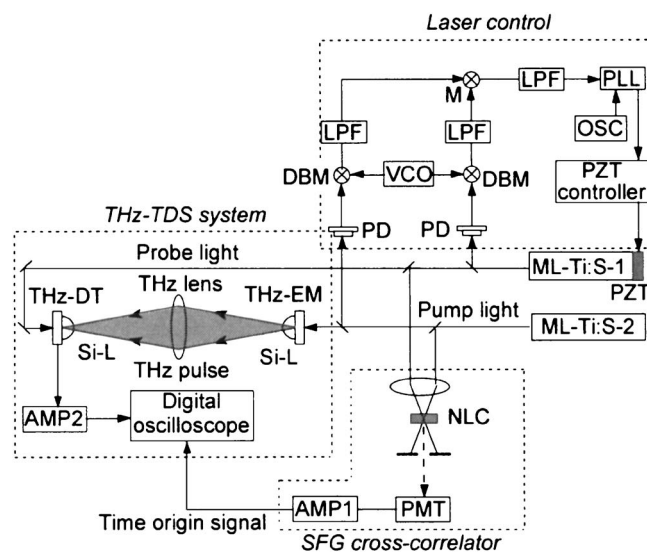 Laser control
M
LPF
PLL
LPF
LPF
OSC
DBM
VCO
DBM
PZT
controller
THz-TDS system
PD
PD
Probe light
ML-Ti:S-1
PZT
THz-DT
THz
lens
THz-EM
Pump light
ML-Ti:S-2
Si-L
Si-L
THz pulse
AMP2
Digital
oscilloscope
NLC
AMP1
PMT
Time origin signal
SFG cross-correlator